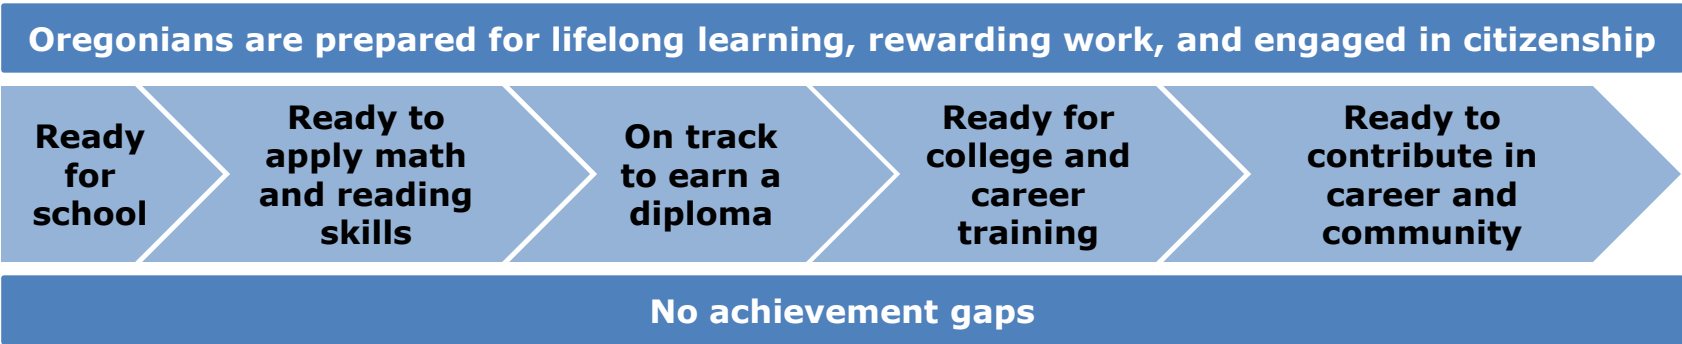 Oregonians are prepared for lifelong learning, rewarding work, and engaged in citizenship
Ready
for
school
Ready to
apply math
and reading
skills
On track
to earn a
diploma
Ready for
college and
career
training
Ready to
contribute in
career and
community
No achievement gaps